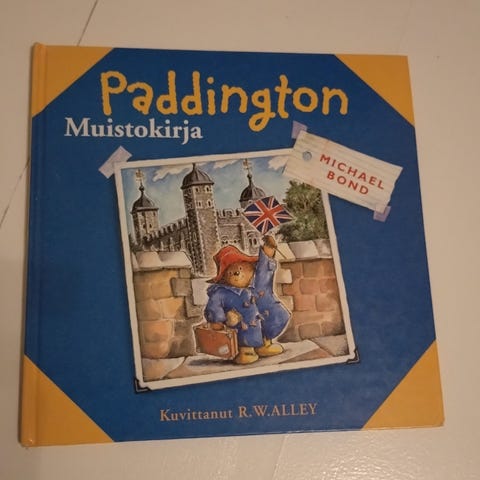 Paddington
Muistokirja
MICHAEL
BOND
Kuvittanut R.W.ALLEY